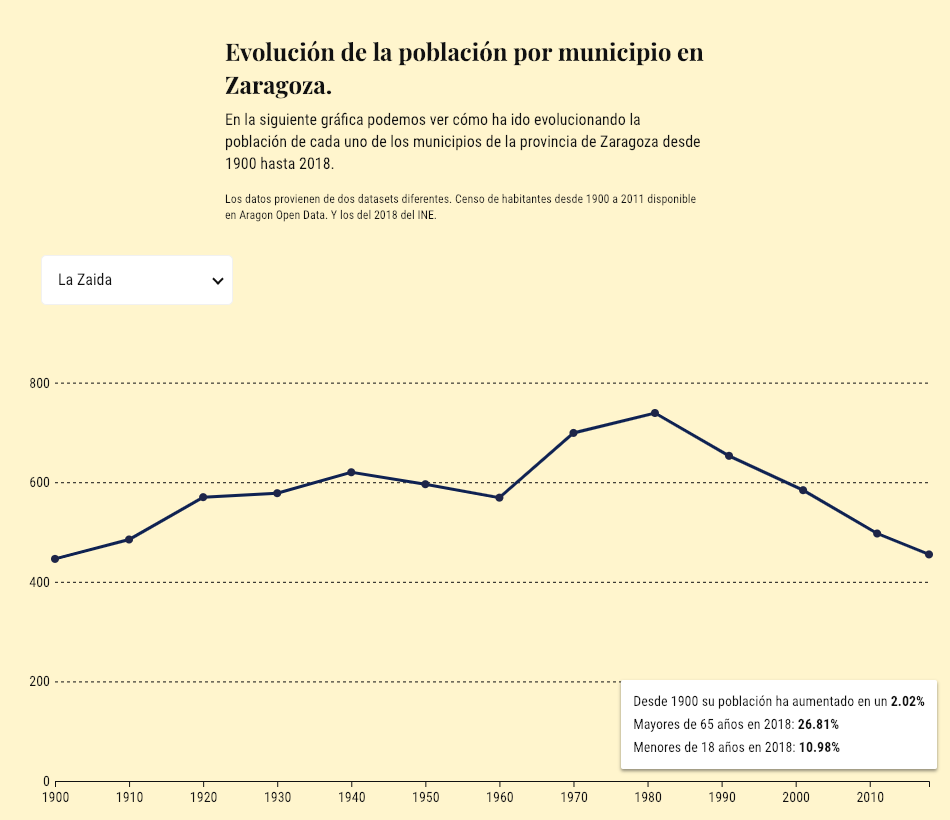 Evolución de la población por municipio en
Zaragoza.
En la siguiente gráfica podemos ver cómo ha ido evolucionando la
población de cada uno de los municipios de la provincia de Zaragoza desde
1900 hasta 2018.
Los datos provienen de dos datasets diferentes. Censo de habitantes desde 1900 a 2011 disponible
en Aragon Open Data. Y los del 2018 del INE.
La Zaida
800
600
400
200
Desde 1900 su población ha aumentado en un 2.02%
Mayores de 65 años en 2018: 26.81%
Menores de 18 años en 2018: 10.98%
0
1900 1910 1920 1930 1940 1950 1960 1970 1980 1990 2000 2010